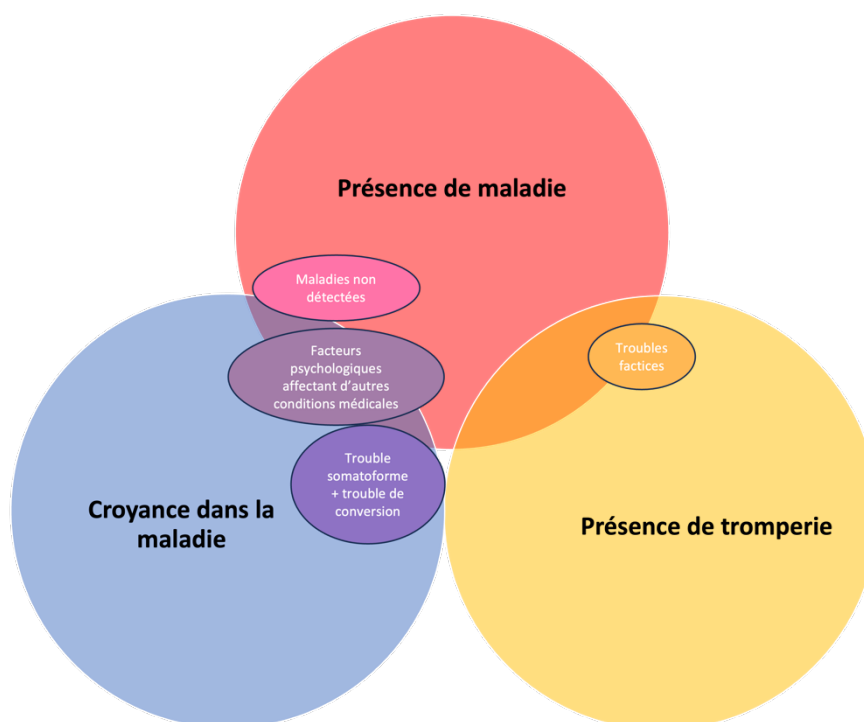 Présence de maladie
Maladies non
détectées
Facteurs
psychologiques
affectant d’autres
conditions médicales
Troubles
factices
Trouble
somatoforme
+ trouble de
conversion
Croyance dans la
maladie
Présence de tromperie